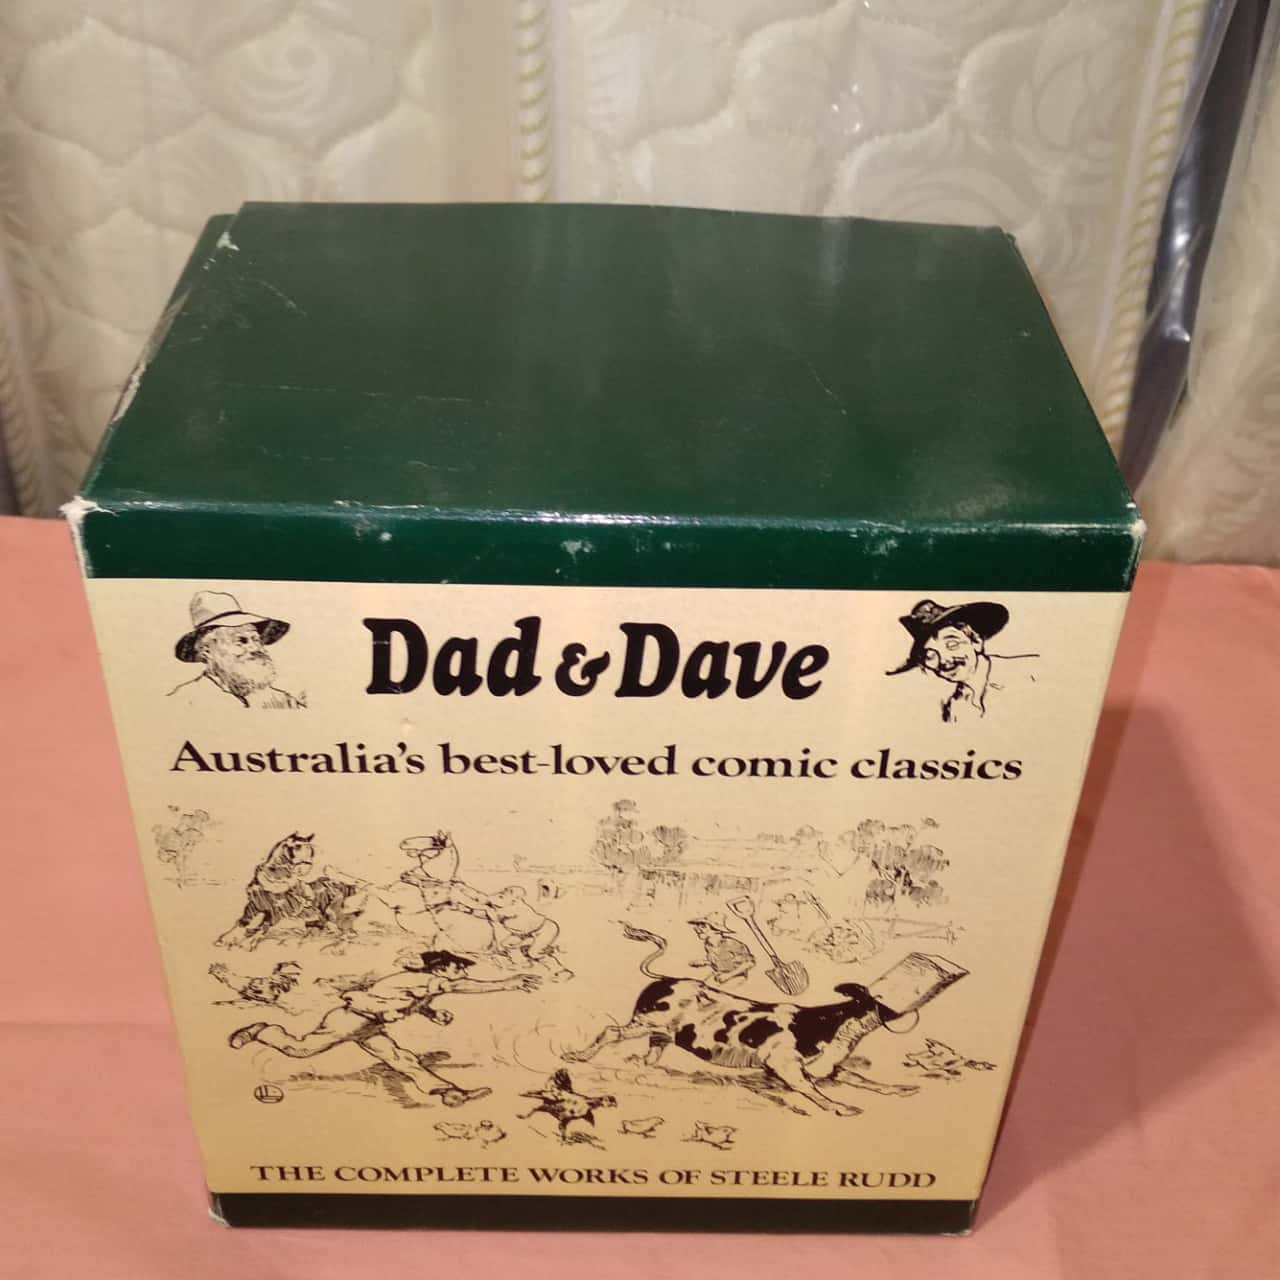 Dad & Dave
Australia's best-loved comic classics
THE COMPLETE WORKS OF STEELE RUDD